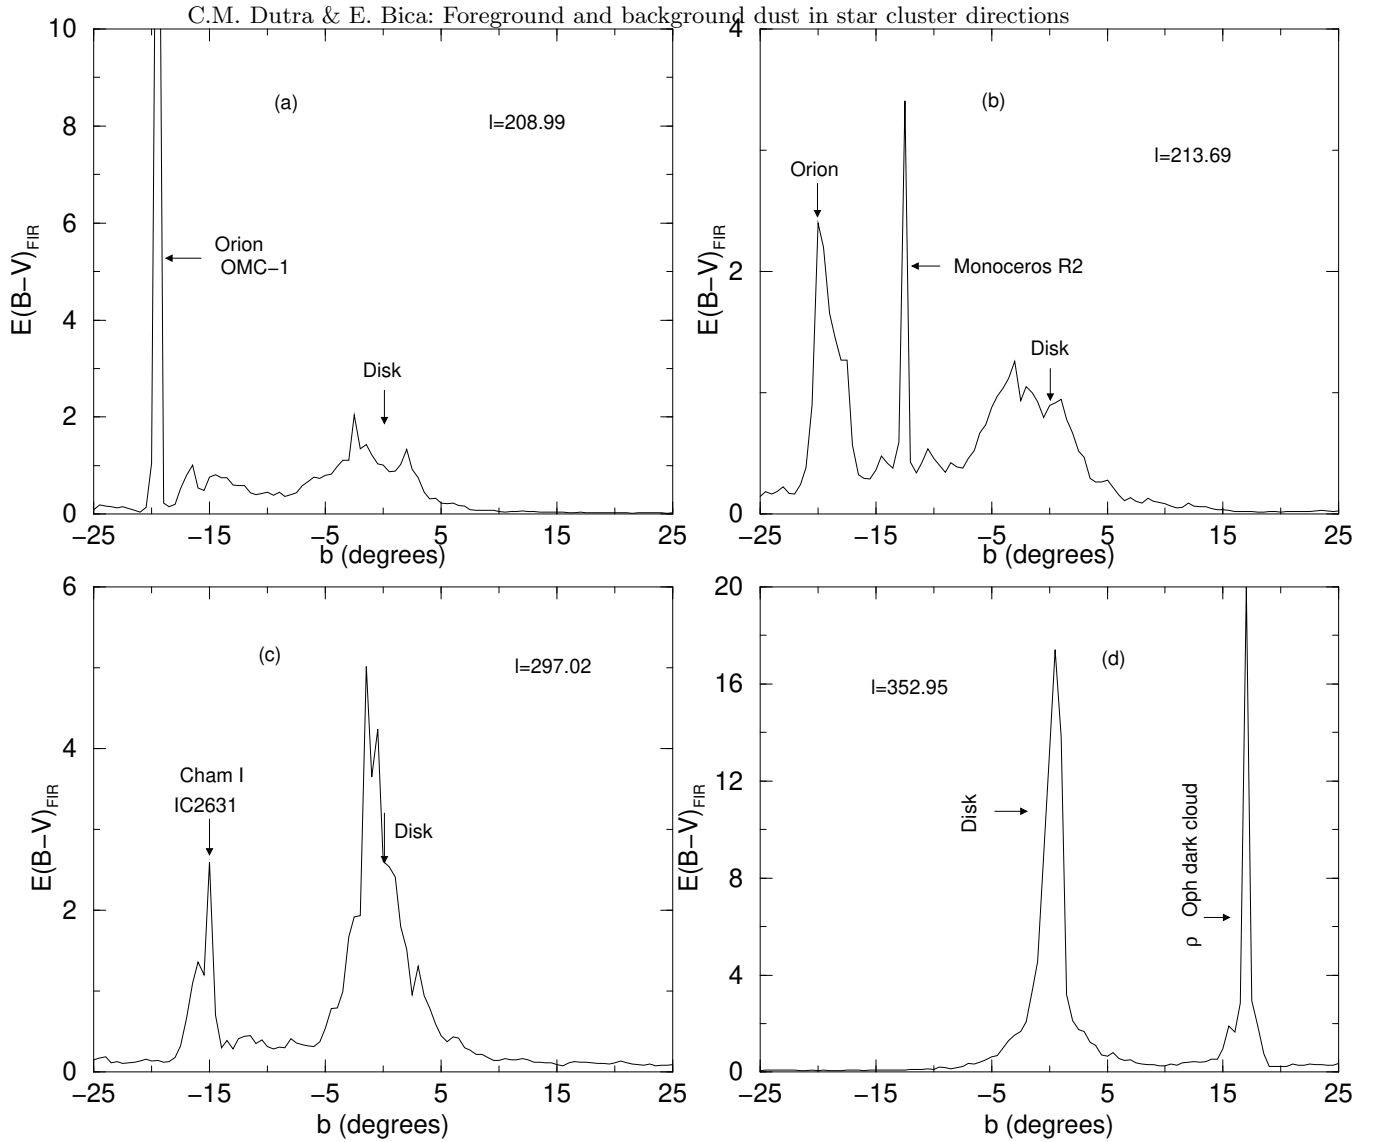 C.M. Dutra & E. Bica: Foreground and background dust in star cluster directions
10
8
6
4
2
0
−25
−15
−5
5
15
25
b (degrees)
E(B−V)FIR
(a)
l=208.99
Orion
OMC−1
Disk
4
2
0
−25
−15
−5
5
15
25
b (degrees)
E(B−V)FIR
(b)
l=213.69
Orion
Monoceros R2
Disk
6
4
2
0
−25
−15
−5
5
15
25
b (degrees)
E(B−V)FIR
(c)
l=297.02
Cham I
IC2631
Disk
20
16
12
8
4
0
−25
−15
−5
5
15
25
b (degrees)
E(B−V)FIR
(d)
l=352.95
Disk
ρ Oph dark cloud